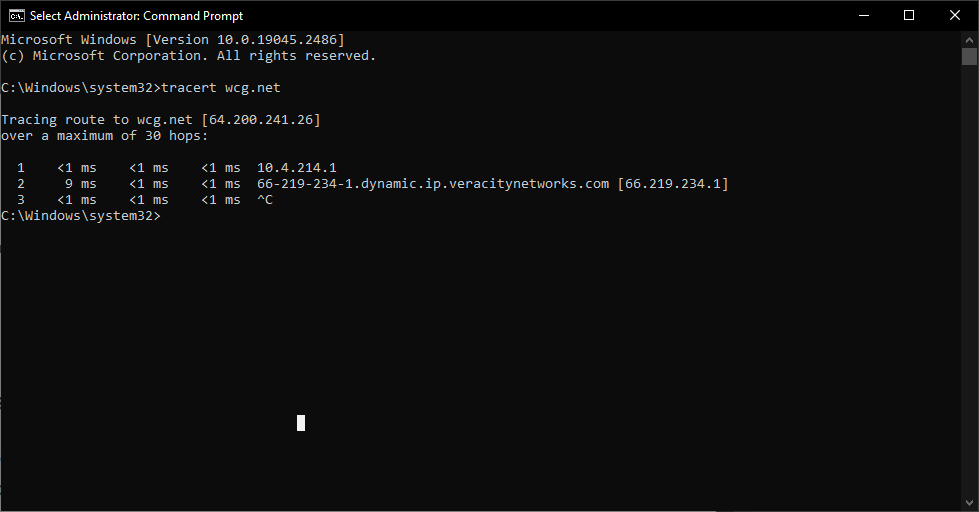 Select Administrator: Command Prompt
Microsoft Windows [Version 10.0.19045.2486]
(c) Microsoft Corporation. All rights reserved.
C:\Windows\system32>tracert wcg.net
Tracing route to wcg.net [64.200.241.26]
over a maximum of 30 hops:
1 <1 ms <1 ms <1 ms 10.4.214.1
2 9 ms <1 ms <1 ms 66-219-234-1.dynamic.ip.veracitynetworks.com [66.219.234.1]
3 <1 ms <1 ms <1 ms ^C
C:\Windows\system32>